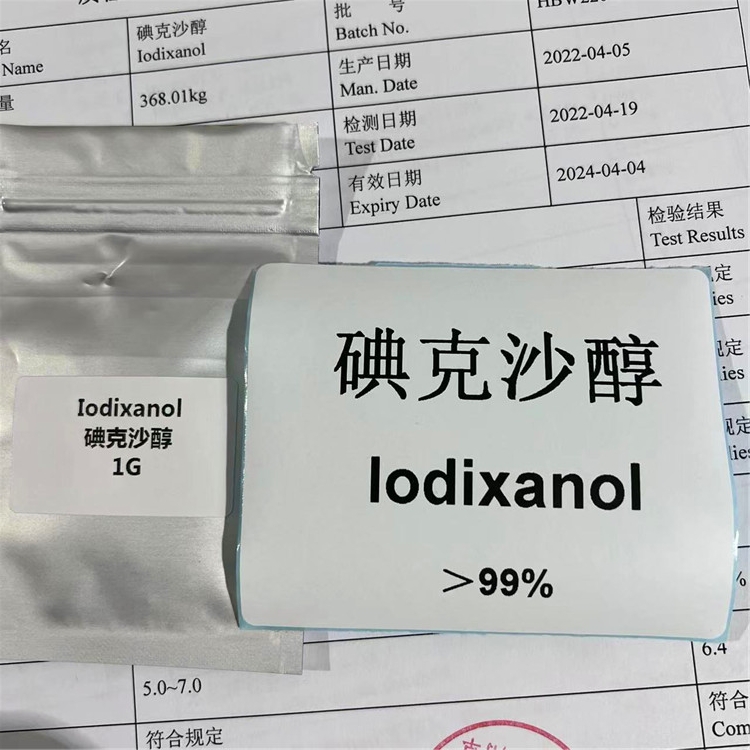 批 号
Batch No.
名
Name
碘克沙醇
Iodixanol
生产日期
Man. Date
2022-04-05
量
368.01kg
检测日期
Test Date
2022-04-19
有效日期
Expiry Date
2024-04-04
检验结果
Test Results
Iodixanol
碘克沙醇
1G
碘克沙醇
Iodixanol
＞99%
5.0~7.0
6.4
符合规定
符合